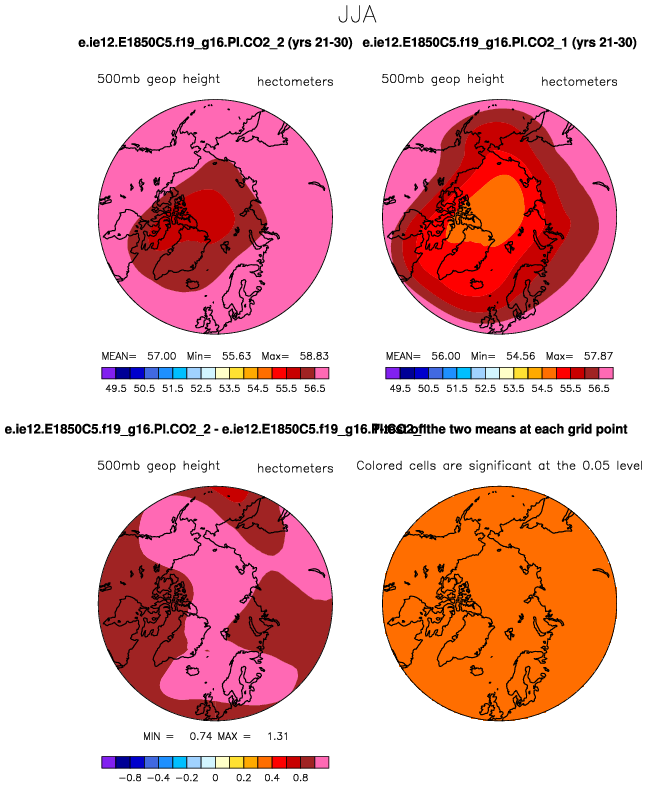 JJA
e.ie12.E1850C5.f19_g16.PI.CO2_2 (yrs 21-30) e.ie12.E1850C5.f19_g16.PI.CO2_1 (yrs 21-30)
500mb geop height hectometers 500mb geop height hectometers
MEAN= 57.00 Min= 55.63 Max= 58.83 MEAN= 56.00 Min= 54.56 Max= 57.87
49.5 50.5 51.5 52.5 53.5 54.5 55.5 56.5 49.5 50.5 51.5 52.5 53.5 54.5 55.5 56.5
e.ie12.E1850C5.f19_g16.PI.CO2_2 - e.ie12.E1850C5.f19_g16.PI.CO2_1 of the two means at each grid point
500mb geop height hectometers Colored cells are significant at the 0.05 level
MIN = 0.74 MAX = 1.31
-0.8 -0.4 -0.2 0 0.2 0.4 0.8